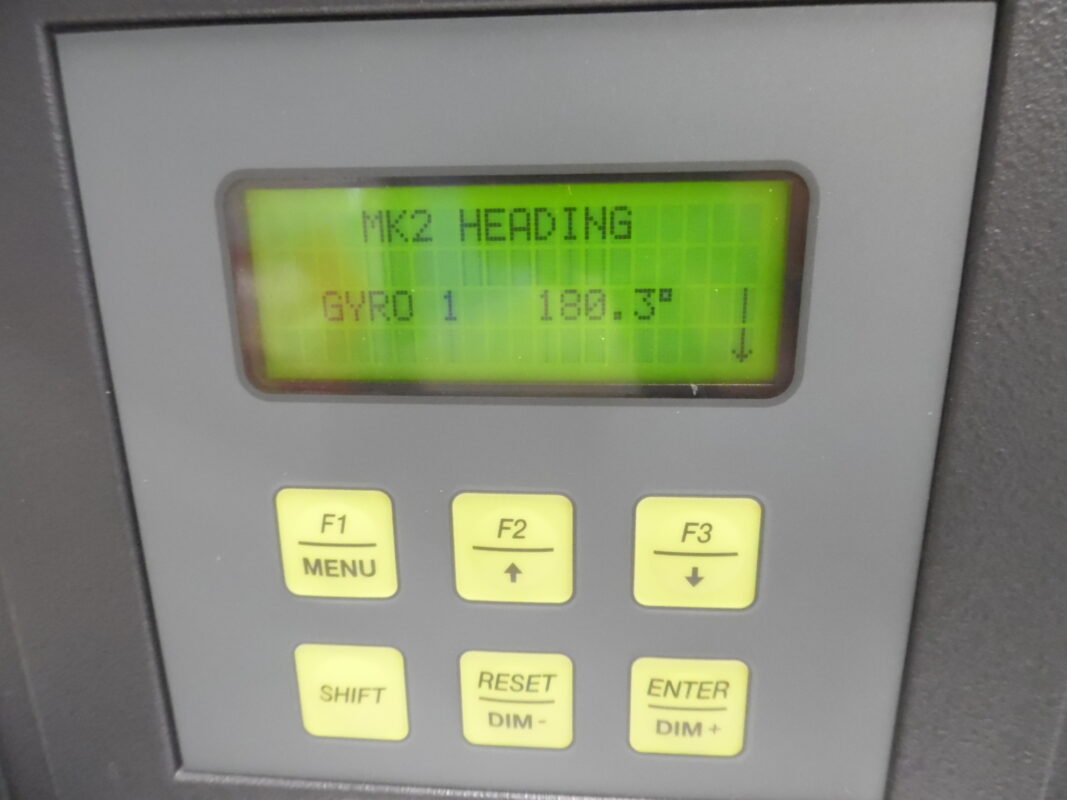 MK2 HEADING
GYRO 1 180.3°
↓
F1
MENU
F2
↑
F3
↓
SHIFT
RESET
DIM -
ENTER
DIM +